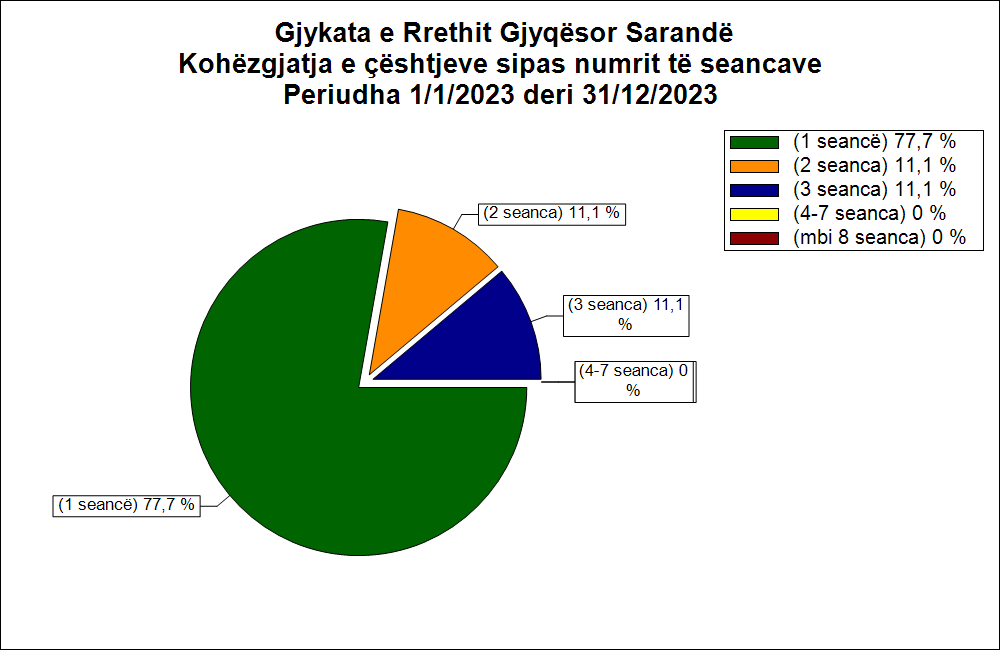 Gjykata e Rrethit Gjyqësor Sarandë
Kohëzgjatja e çështjeve sipas numrit të seancave
Periudha 1/1/2023 deri 31/12/2023
(1 seancë) 77,7 %
(2 seanca) 11,1 %
(3 seanca) 11,1 %
(4-7 seanca) 0 %
(mbi 8 seanca) 0 %
(2 seanca) 11,1 %
(3 seanca) 11,1
%
(4-7 seanca) 0
%
(1 seancë) 77,7 %